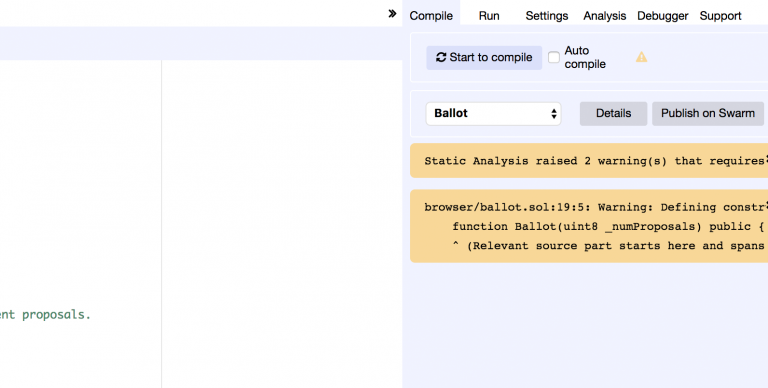 »
Compile Run Settings Analysis Debugger Support
Start to compile Auto compile
Ballot Details Publish on Swarm
Static Analysis raised 2 warning(s) that requires
browser/ballot.sol:19:5: Warning: Defining constr
function Ballot(uint8 _numProposals) public {
^ (Relevant source part starts here and spans
ent proposals.